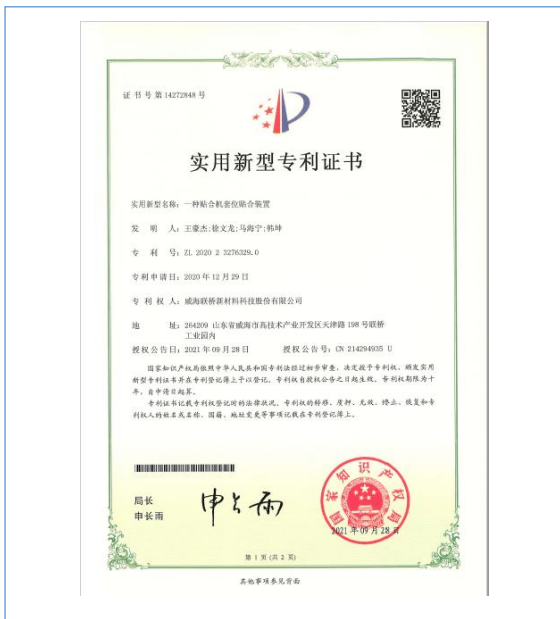 证书号第14272848号
实用新型专利证书
实用新型名称：一种贴合机套位贴合装置
发明人：王豪杰;徐文龙;马海宁;韩坤
专利号：ZL 2020 2 3276329.0
专利申请日：2020年12月29日
专利权人：威海联桥新材料科技股份有限公司
地址：264209 山东省威海市高技术产业开发区天津路198号联桥
工业园内
授权公告日：2021年09月28日 授权公告号：CN 214294935 U
国家知识产权局依照中华人民共和国专利法经过初步审查，决定授予专利权，颁发实用
新型专利证书并在专利登记簿上予以登记。专利权自授权公告之日起生效。专利权期限为十
年，自申请日起算。
专利证书记载专利权登记时的法律状况。专利权的转移、质押、无效、终止、恢复和专
利权人的姓名或名称、国籍、地址变更等事项记载在专利登记簿上。
局长
申长雨
申长雨
国家知识产权局
2021年09月28日
第 1 页 (共 2 页)
其他事项参见背面